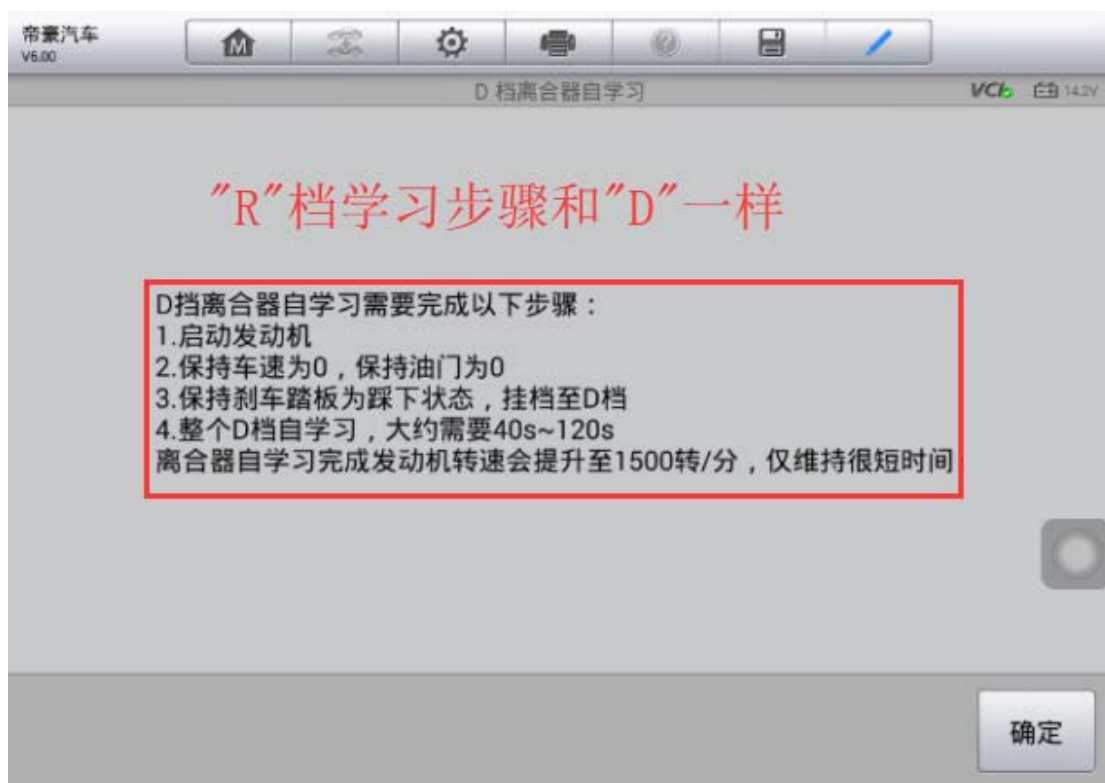 帝豪汽车
V6.00
M
D 档离合器自学习
VCI
14.2V
"R"档学习步骤和"D"一样
D挡离合器自学习需要完成以下步骤：
1.启动发动机
2.保持车速为0，保持油门为0
3.保持刹车踏板为踩下状态，挂档至D档
4.整个D档自学习，大约需要40s~120s
离合器自学习完成发动机转速会提升至1500转/分，仅维持很短时间
确定